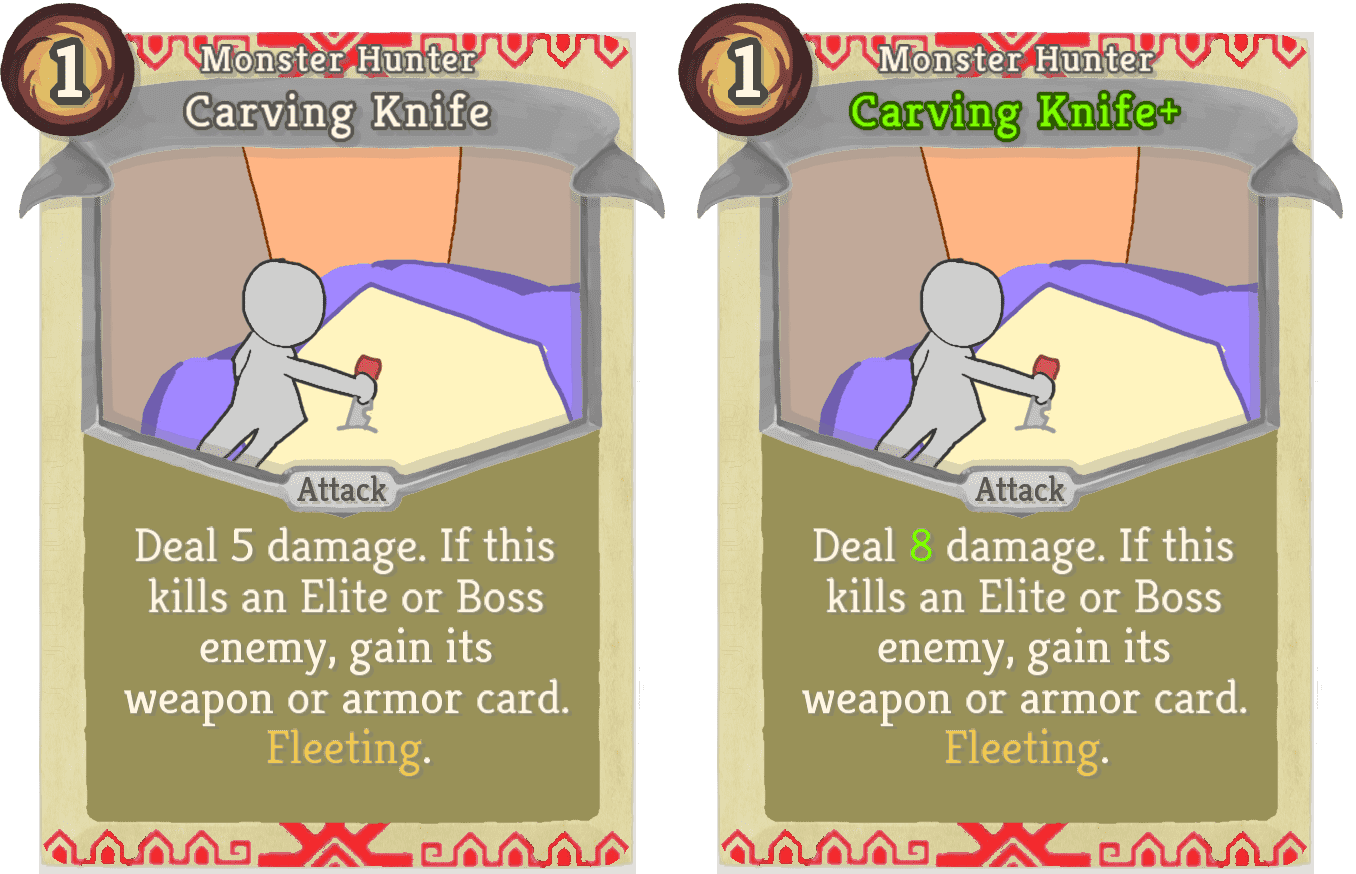 1
Monster Hunter
Carving Knife
Attack
Deal 5 damage. If this
kills an Elite or Boss
enemy, gain its
weapon or armor card.
Fleeting.
1
Monster Hunter
Carving Knife+
Attack
Deal 8 damage. If this
kills an Elite or Boss
enemy, gain its
weapon or armor card.
Fleeting.